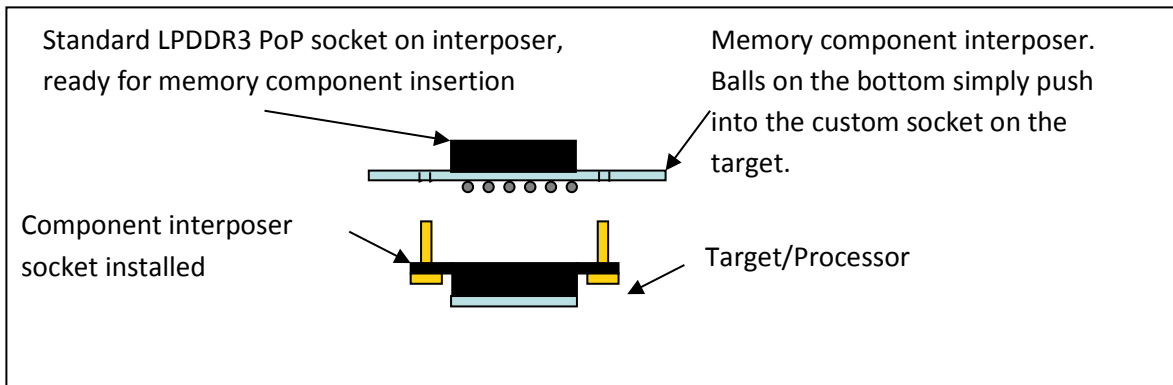 Standard LPDDR3 PoP socket on interposer,
ready for memory component insertion
Memory component interposer.
Balls on the bottom simply push
into the custom socket on the
target.
Component interposer
socket installed
Target/Processor